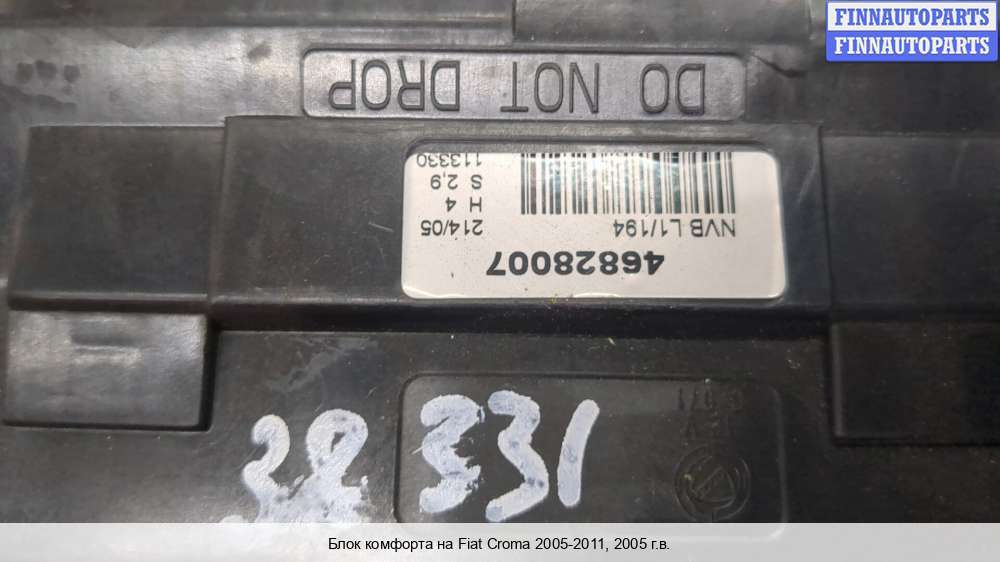 FINNAUTOPARTS
FINNAUTOPARTS
DO NOT DROP
46828007
NVB L1/194
214/05
H 4
S 2,9
113330
38 331
Блок комфорта на Fiat Croma 2005-2011, 2005 г.в.